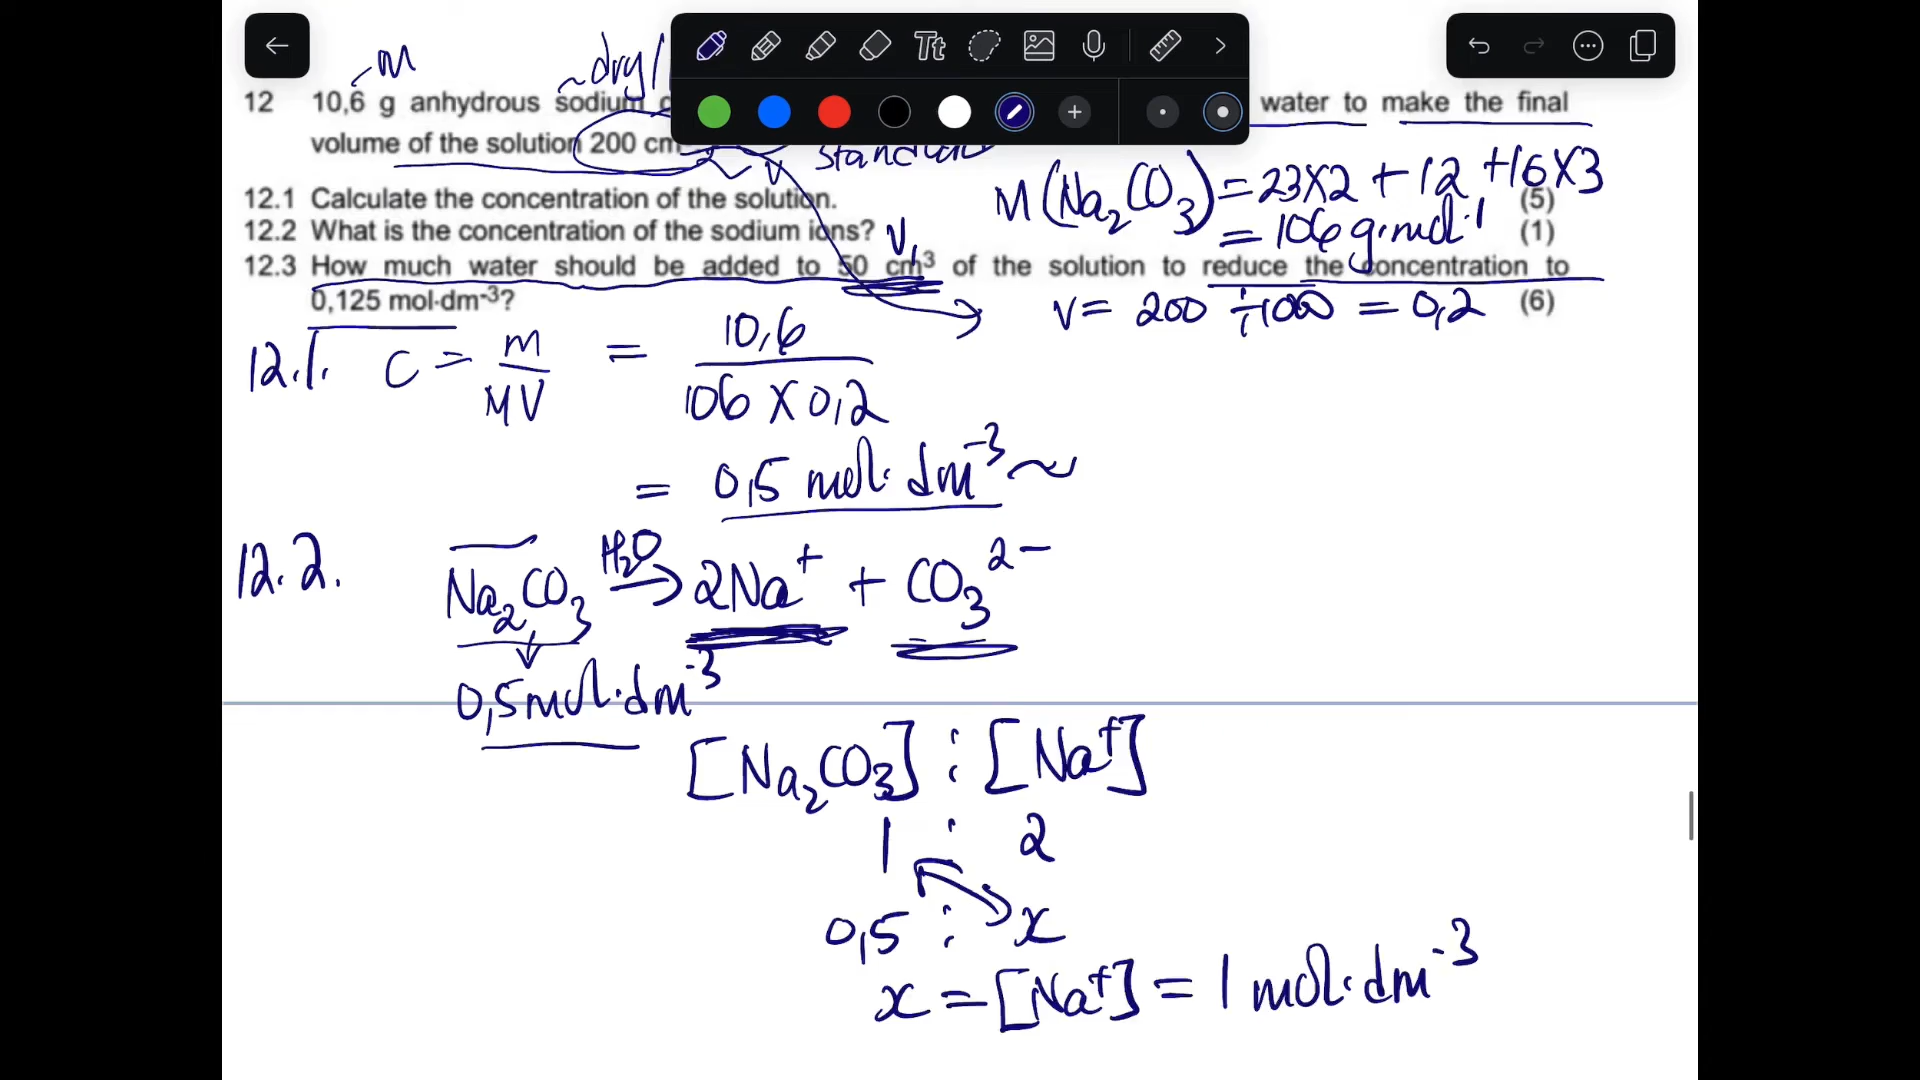 m
~dry/
12 10,6 g anhydrous sodium water to make the final
volume of the solution 200 cm
standard
V
12.1 Calculate the concentration of the solution. (5)
12.2 What is the concentration of the sodium ions? (1)
12.3 How much water should be added to 50 cm³ of the solution to reduce the concentration to
0,125 mol·dm⁻³? (6)
V₁
M(Na₂CO₃) = 23X2 + 12 + 16X3
= 106 g·mol⁻¹
V = 200 ÷ 1000 = 0,2
12.1. C = m/MV = 10,6/106 X 0,2
= 0,5 mol·dm⁻³ ~
12.2. Na₂CO₃ H₂O→ 2Na⁺ + CO₃²⁻
0,5 mol·dm⁻³
[Na₂CO₃] : [Na⁺]
1 : 2
0,5 : x
x = [Na⁺] = 1 mol·dm⁻³
Tt